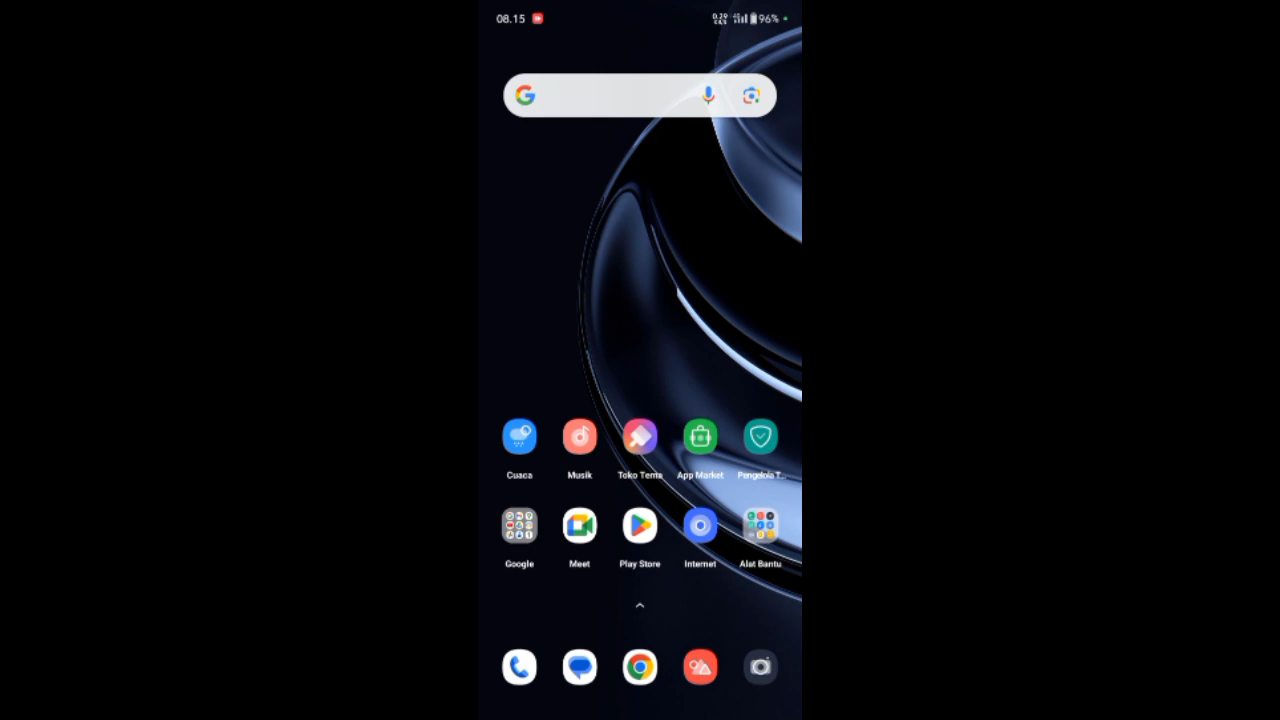 08.15
96%
Cuaca
Musik
Toko Tema
App Market
Pengelola T...
Google
Meet
Play Store
Internet
Alat Bantu